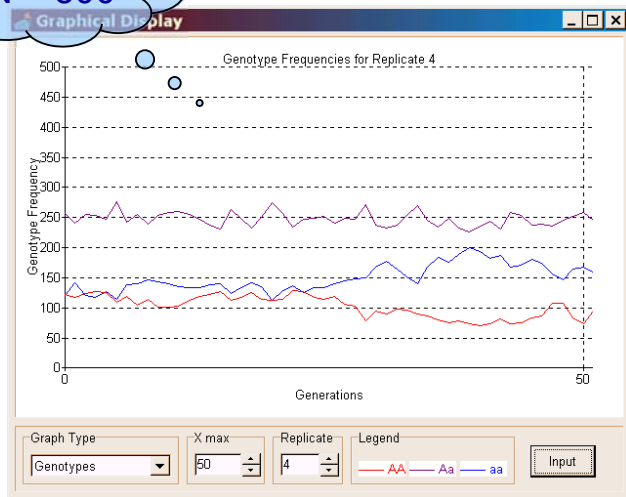 Graphical Display
Genotype Frequencies for Replicate 4
Genotype Frequency
500
450
400
350
300
250
200
150
100
50
0
0
50
Generations
Graph Type
Genotypes
X max
50
Replicate
4
Legend
AA
Aa
aa
Input